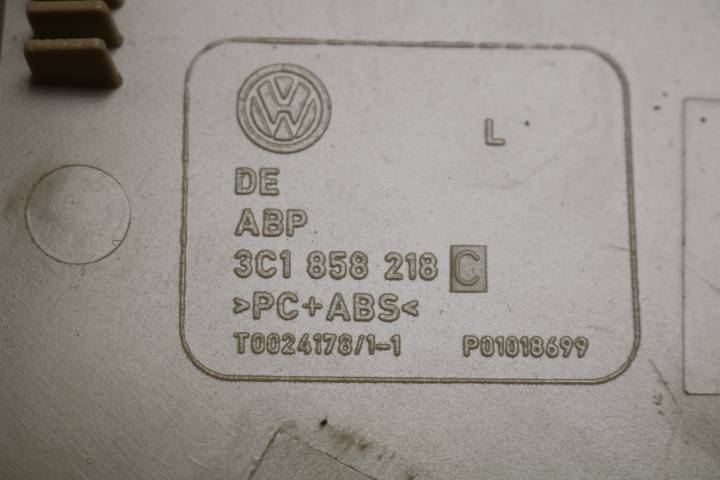 L
DE
ABP
3C1 858 218 C
>PC+ABS<
T0024178/1-1 P01018699